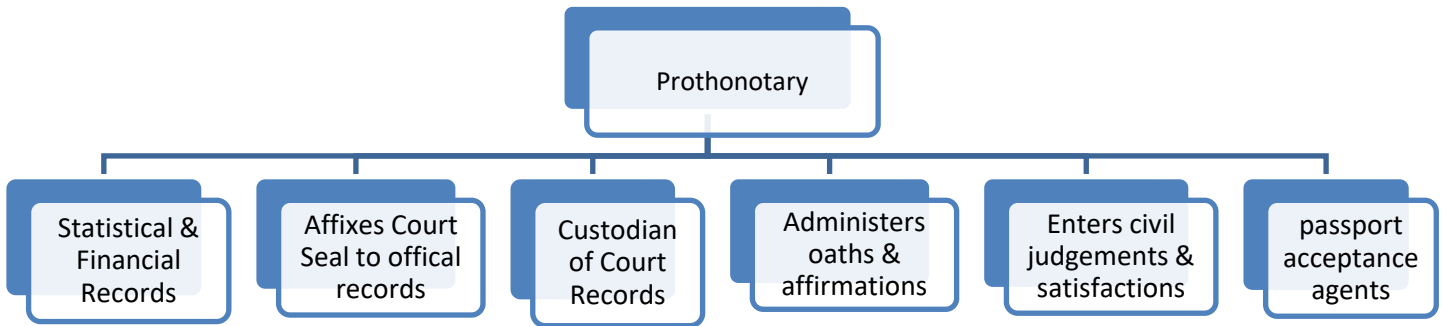 Prothonotary
Statistical &
Financial
Records
Affixes Court
Seal to offical
records
Custodian
of Court
Records
Administers
oaths &
affirmations
Enters civil
judgements &
satisfactions
passport
acceptance
agents